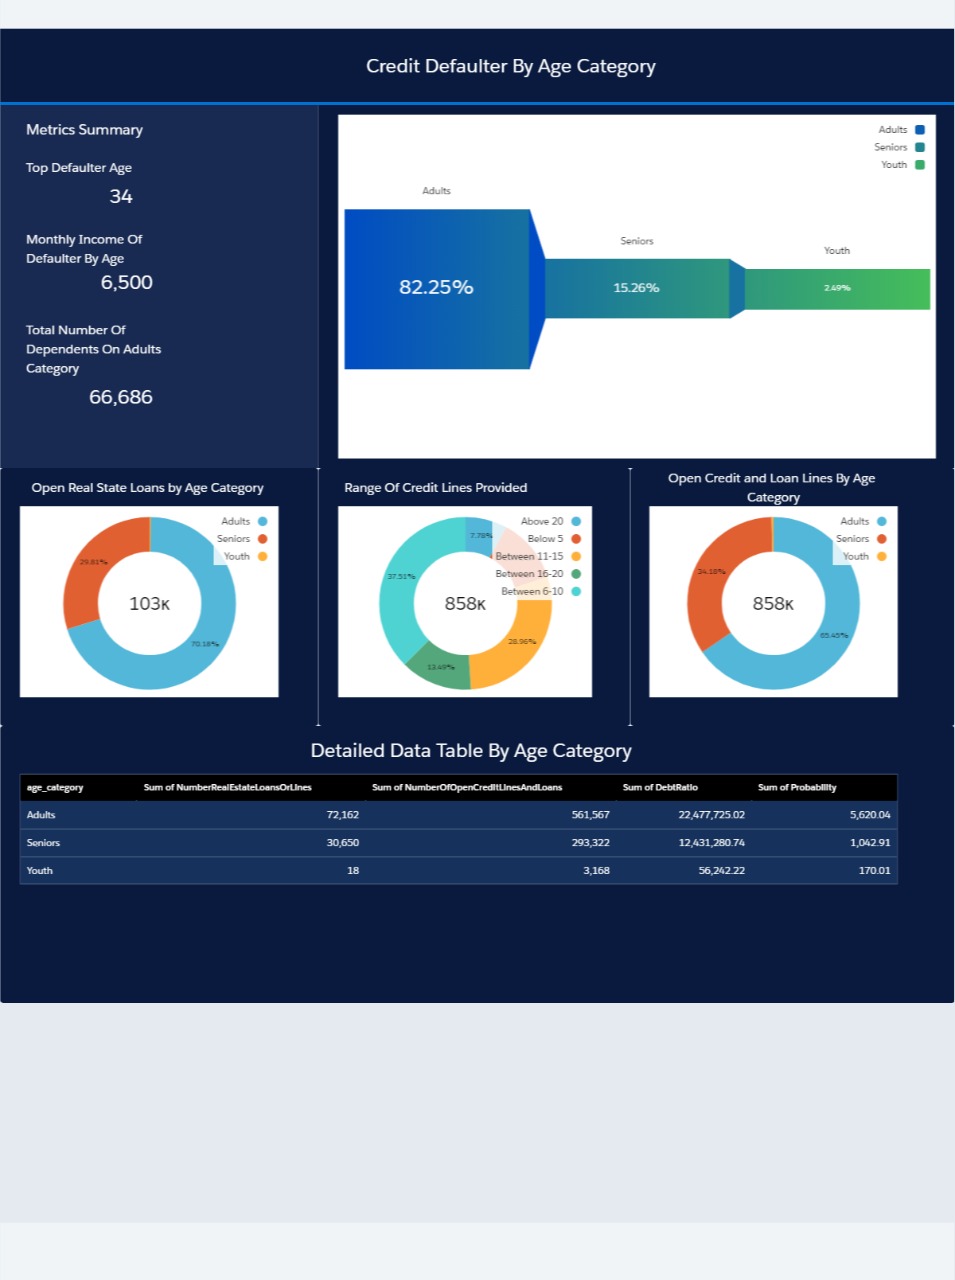 Credit Defaulter By Age Category
Metrics Summary
Top Defaulter Age
34
Monthly Income Of
Defaulter By Age
6,500
Total Number Of
Dependents On Adults
Category
66,686
Adults
Seniors
Youth
Adults
82.25%
Seniors
15.26%
Youth
2.49%
Open Real State Loans by Age Category
Adults
Seniors
Youth
29.81%
103K
70.18%
Range Of Credit Lines Provided
Above 20
Below 5
Between 11-15
Between 16-20
Between 6-10
7.78%
37.51%
858K
28.96%
13.49%
Open Credit and Loan Lines By Age
Category
Adults
Seniors
Youth
34.18%
858K
65.45%
Detailed Data Table By Age Category
age_category Sum of NumberRealEstateLoansOrLines Sum of NumberOfOpenCreditLinesAndLoans Sum of DebtRatio Sum of Probability
Adults 72,162 561,567 22,477,725.02 5,620.04
Seniors 30,650 293,322 12,431,280.74 1,042.91
Youth 18 3,168 56,242.22 170.01